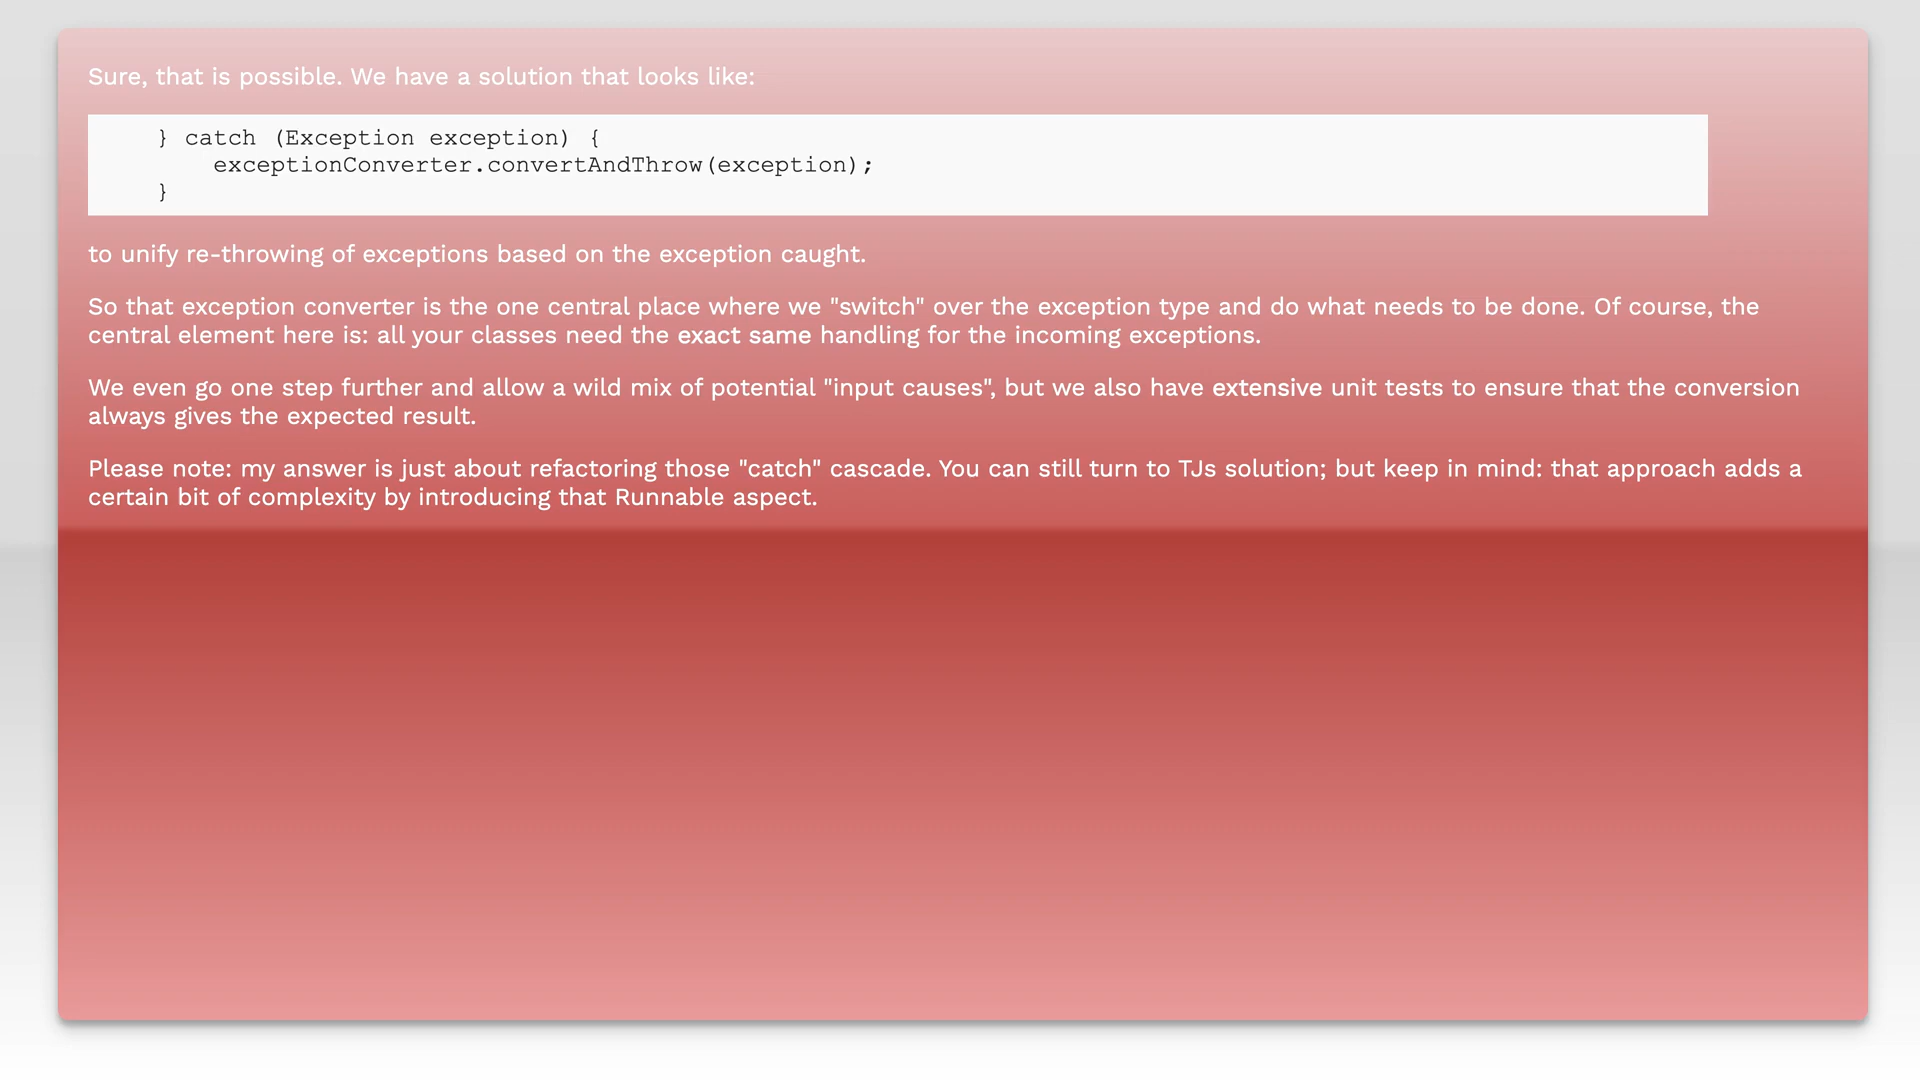 Sure, that is possible. We have a solution that looks like:
} catch (Exception exception) {
exceptionConverter.convertAndThrow(exception);
}
to unify re-throwing of exceptions based on the exception caught.
So that exception converter is the one central place where we "switch" over the exception type and do what needs to be done. Of course, the
central element here is: all your classes need the exact same handling for the incoming exceptions.
We even go one step further and allow a wild mix of potential "input causes", but we also have extensive unit tests to ensure that the conversion
always gives the expected result.
Please note: my answer is just about refactoring those "catch" cascade. You can still turn to TJs solution; but keep in mind: that approach adds a
certain bit of complexity by introducing that Runnable aspect.